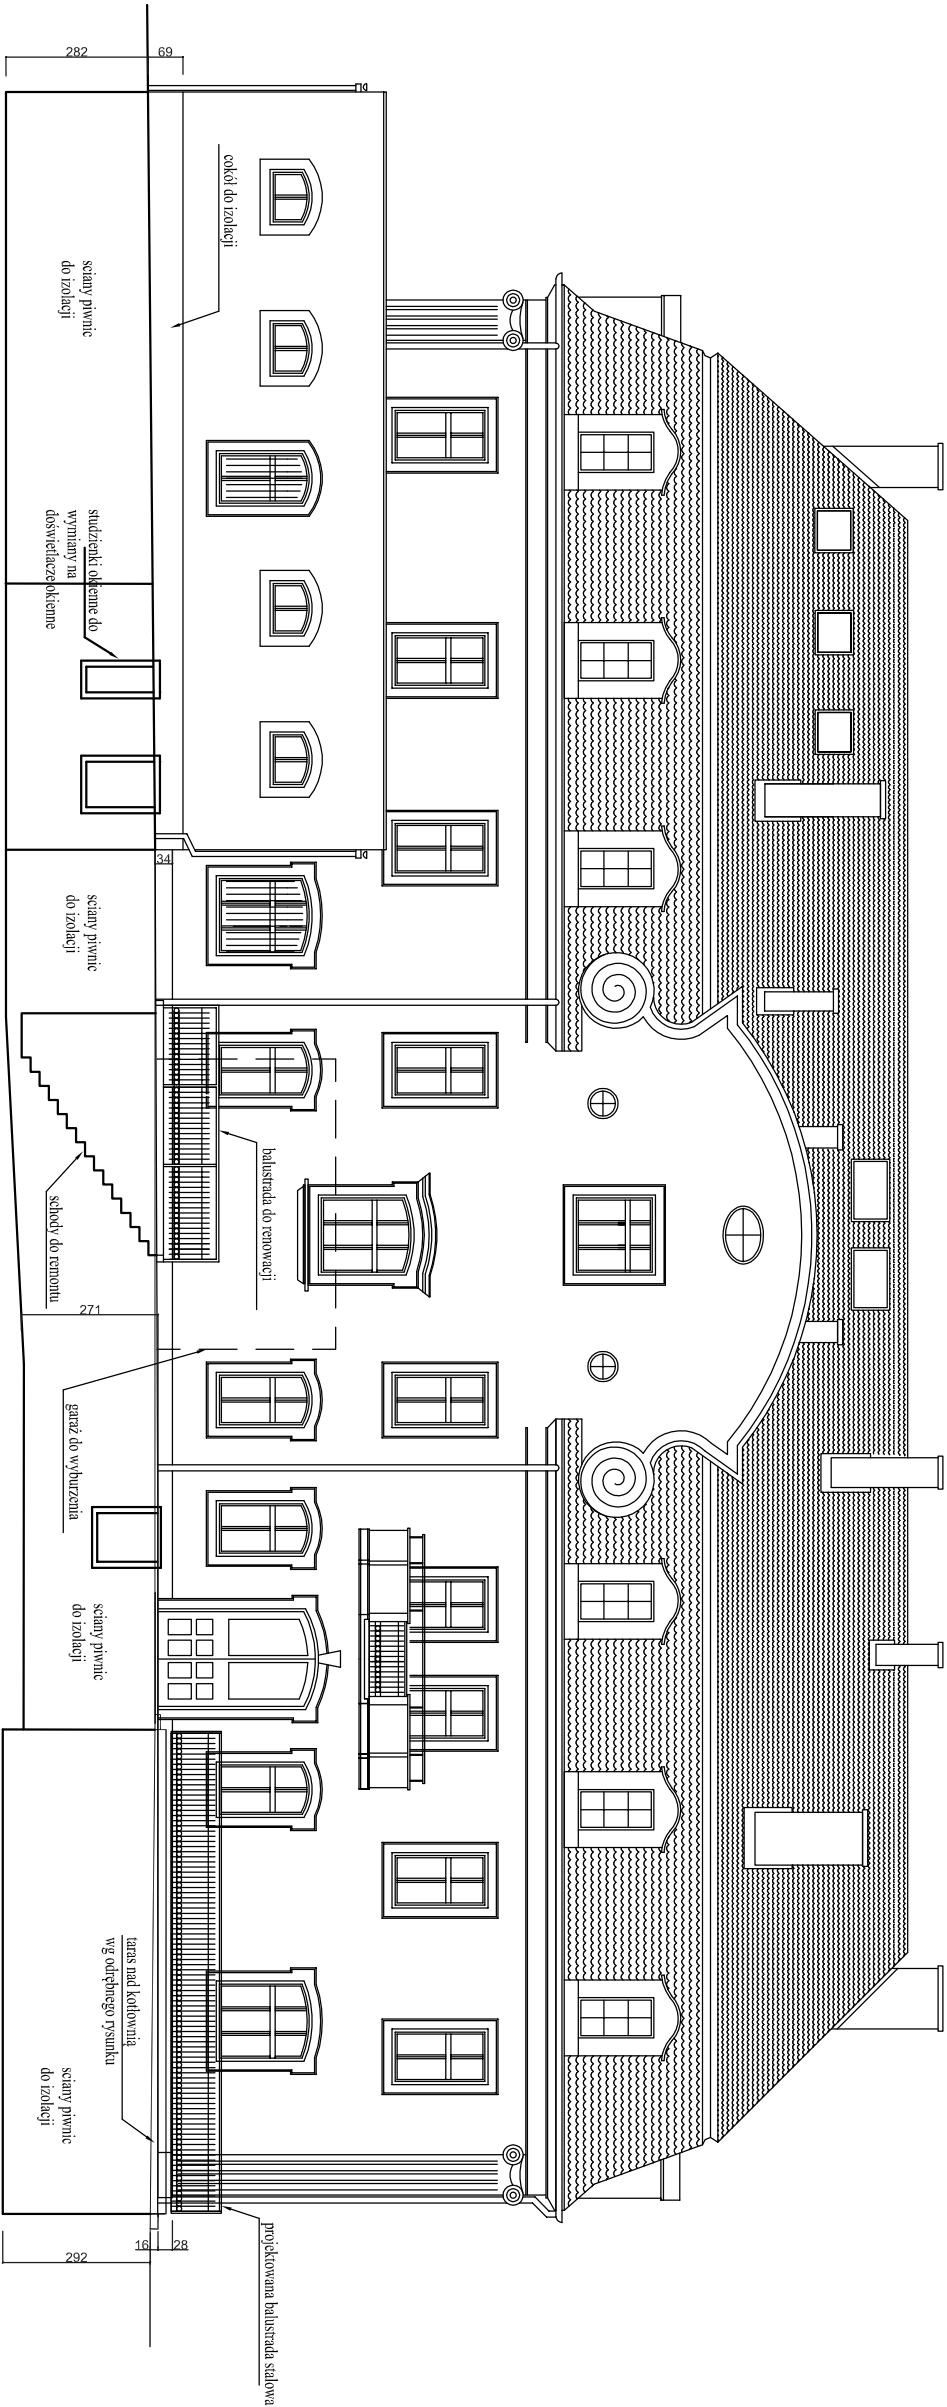 282
69
cokół do izolacji
sciany piwnic
do izolacji
studzienki okienne do
wymiany na
doświetlacze okienne
34
sciany piwnic
do izolacji
balustrada do renowacji
schody do remontu
271
garaż do wyburzenia
sciany piwnic
do izolacji
taras nad kotłownią
wg odrębnego rysunku
sciany piwnic
do izolacji
16
28
292
projektowana balustrada stalowa